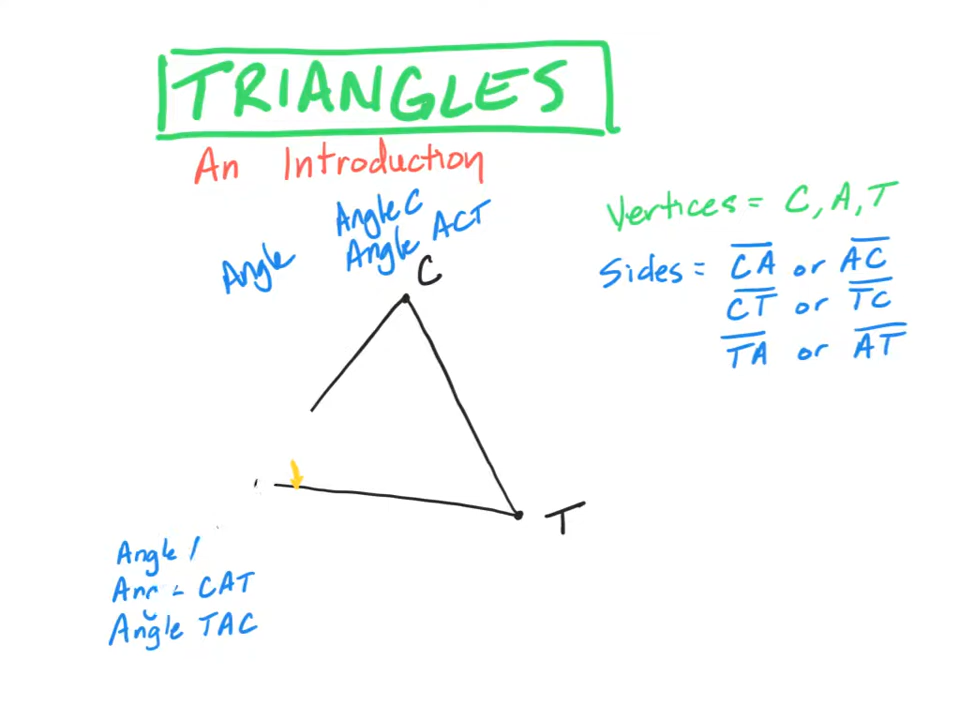 TRIANGLES
An Introduction
Angle C
Angle ACT
Angle
C
Vertices = C, A, T
Sides = CA or AC
CT or TC
TA or AT
T
Angle
CAT
Angle TAC